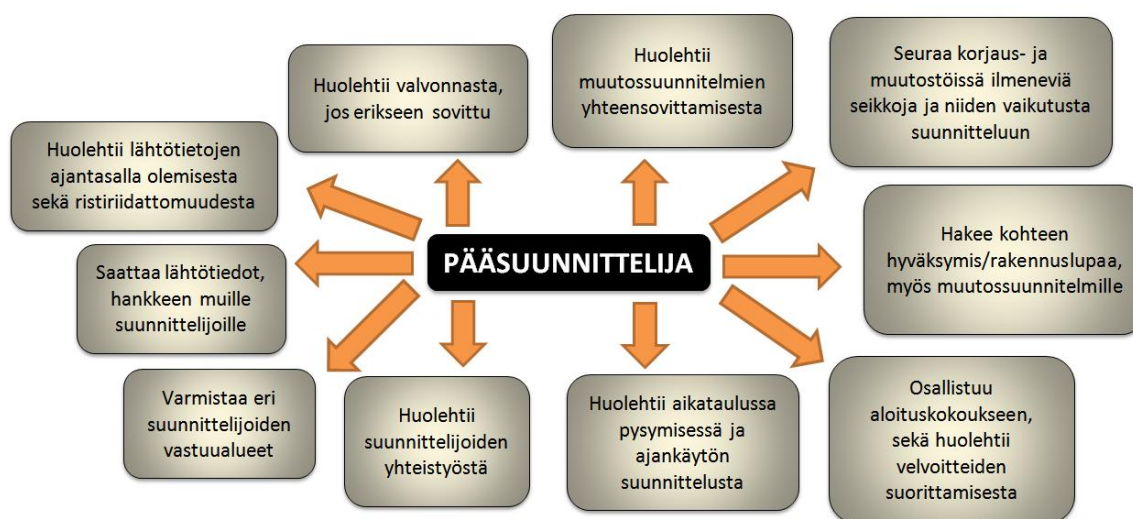 Huolehtii valvonnasta,
jos erikseen sovittu
Huolehtii
muutossuunnitelmien
yhteensovittamisesta
Seuraa korjaus- ja
muutostöissä ilmeneviä
seikkoja ja niiden vaikutusta
suunnitteluun
Huolehtii lähtötietojen
ajantasalla olemisesta
sekä ristiriidattomuudesta
PÄÄSUUNNITTELIJA
Hakee kohteen
hyväksymis/rakennuslupaa,
myös muutossuunnitelmille
Saattaa lähtötiedot,
hankkeen muille
suunnittelijoille
Varmistaa eri
suunnittelijoiden
vastuualueet
Huolehtii
suunnittelijoiden
yhteistyöstä
Huolehtii aikataulussa
pysymisessä ja
ajankäytön
suunnittelusta
Osallistuu
aloituskokoukseen,
sekä huolehtii
velvoitteiden
suorittamisesta